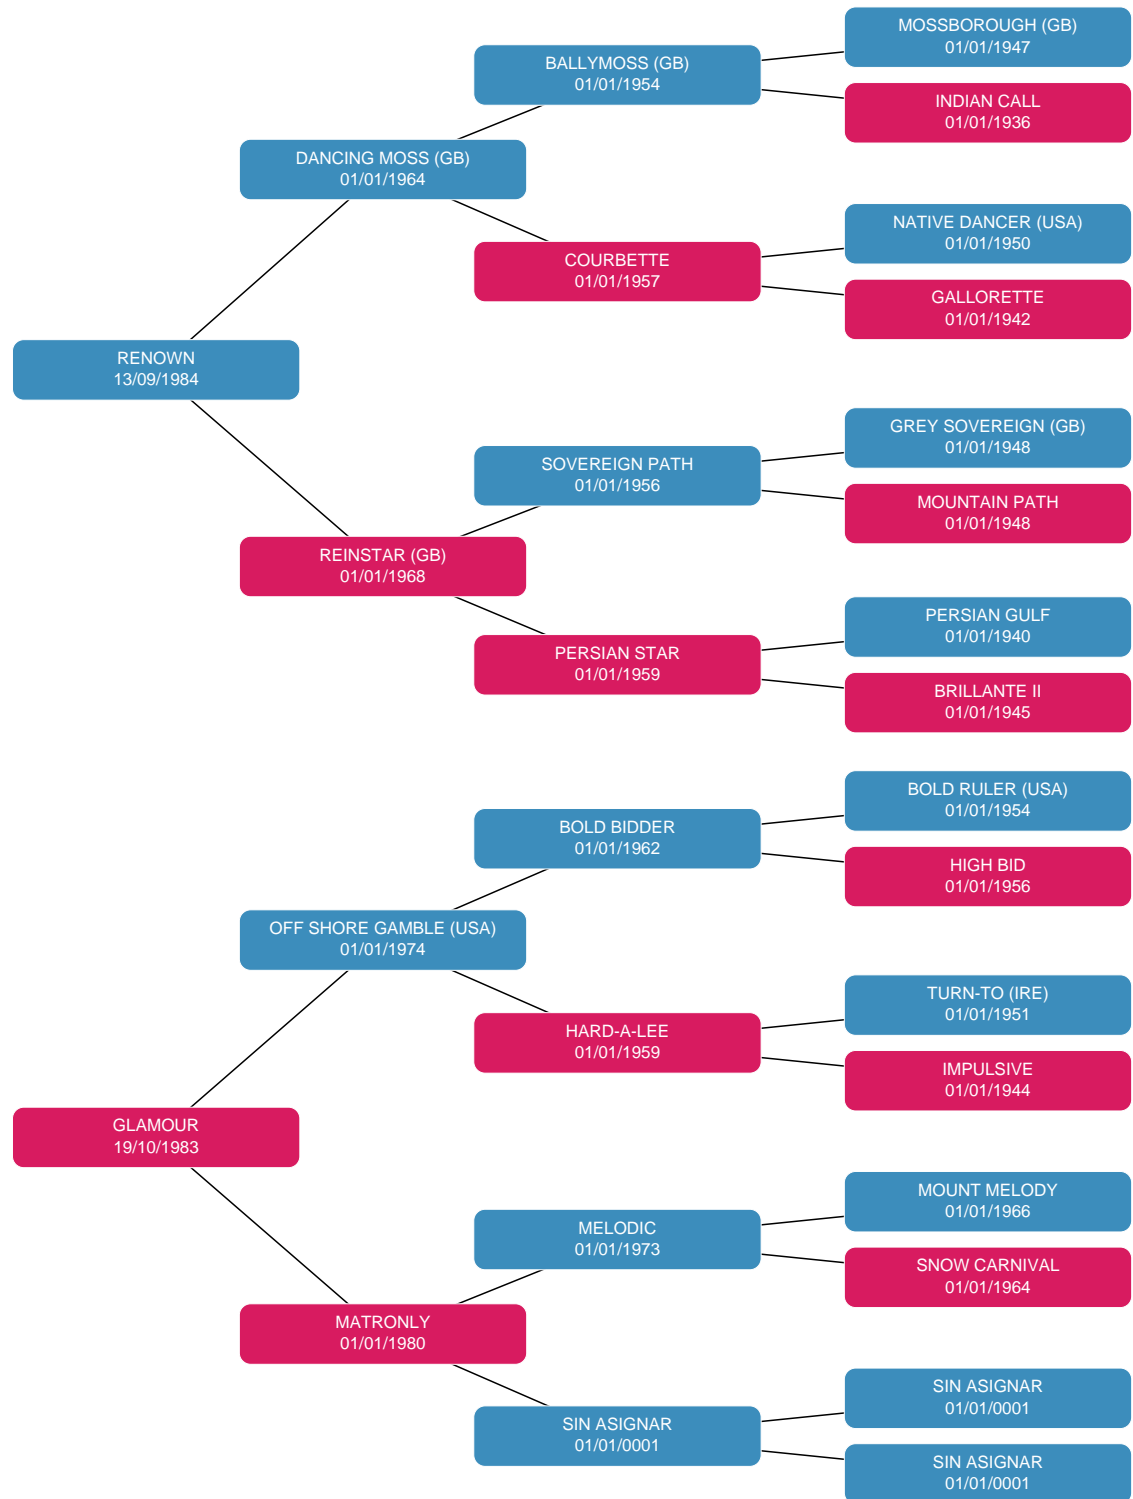 MOSSBOROUGH (GB)
01/01/1947
BALLYMOSS (GB)
01/01/1954
INDIAN CALL
01/01/1936
DANCING MOSS (GB)
01/01/1964
NATIVE DANCER (USA)
01/01/1950
COURBETTE
01/01/1957
GALLORETTE
01/01/1942
RENOWN
13/09/1984
GREY SOVEREIGN (GB)
01/01/1948
SOVEREIGN PATH
01/01/1956
MOUNTAIN PATH
01/01/1948
REINSTAR (GB)
01/01/1968
PERSIAN GULF
01/01/1940
PERSIAN STAR
01/01/1959
BRILLANTE II
01/01/1945
BOLD RULER (USA)
01/01/1954
BOLD BIDDER
01/01/1962
HIGH BID
01/01/1956
OFF SHORE GAMBLE (USA)
01/01/1974
TURN-TO (IRE)
01/01/1951
HARD-A-LEE
01/01/1959
IMPULSIVE
01/01/1944
GLAMOUR
19/10/1983
MOUNT MELODY
01/01/1966
MELODIC
01/01/1973
SNOW CARNIVAL
01/01/1964
MATRONLY
01/01/1980
SIN ASIGNAR
01/01/0001
SIN ASIGNAR
01/01/0001
SIN ASIGNAR
01/01/0001